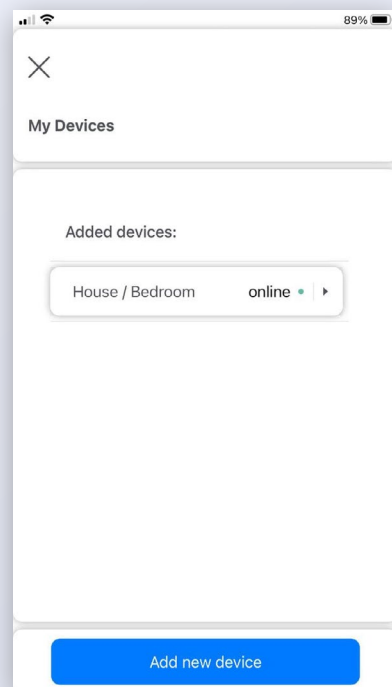 89%
My Devices
Added devices:
House / Bedroom online
Add new device